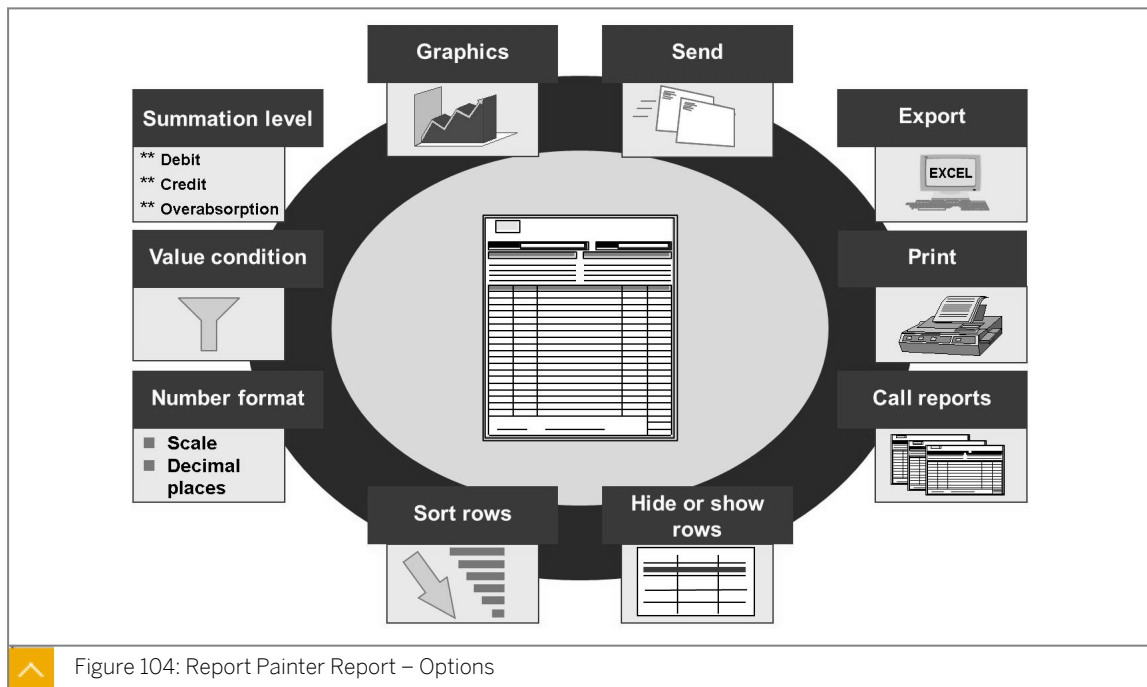 Graphics
Send
Summation level
** Debit
** Credit
** Overabsorption
Export
EXCEL
Value condition
Print
Number format
Scale
Decimal
places
Call reports
Sort rows
Hide or show
rows
Figure 104: Report Painter Report – Options